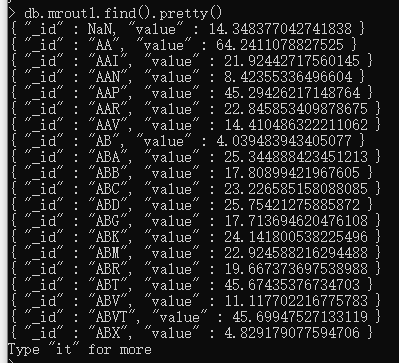 > db.mrout1.find().pretty()
{ "_id" : NaN, "value" : 14.348377042741838 }
{ "_id" : "AA", "value" : 64.2411078827525 }
{ "_id" : "AAI", "value" : 21.92442717560145 }
{ "_id" : "AAN", "value" : 8.42355336496604 }
{ "_id" : "AAP", "value" : 45.294262171148764 }
{ "_id" : "AAR", "value" : 22.845853409878675 }
{ "_id" : "AAV", "value" : 14.410486322211062 }
{ "_id" : "AB", "value" : 4.039483943405077 }
{ "_id" : "ABA", "value" : 25.344888423451213 }
{ "_id" : "ABB", "value" : 17.80899421967605 }
{ "_id" : "ABC", "value" : 23.226585158088085 }
{ "_id" : "ABD", "value" : 25.75421275885872 }
{ "_id" : "ABG", "value" : 17.713694620476108 }
{ "_id" : "ABK", "value" : 24.141800538225496 }
{ "_id" : "ABM", "value" : 22.924588216294488 }
{ "_id" : "ABR", "value" : 19.667373697538988 }
{ "_id" : "ABT", "value" : 45.67435376734703 }
{ "_id" : "ABV", "value" : 11.117702216775783 }
{ "_id" : "ABVT", "value" : 45.69947527133119 }
{ "_id" : "ABX", "value" : 4.829179077594706 }
Type "it" for more